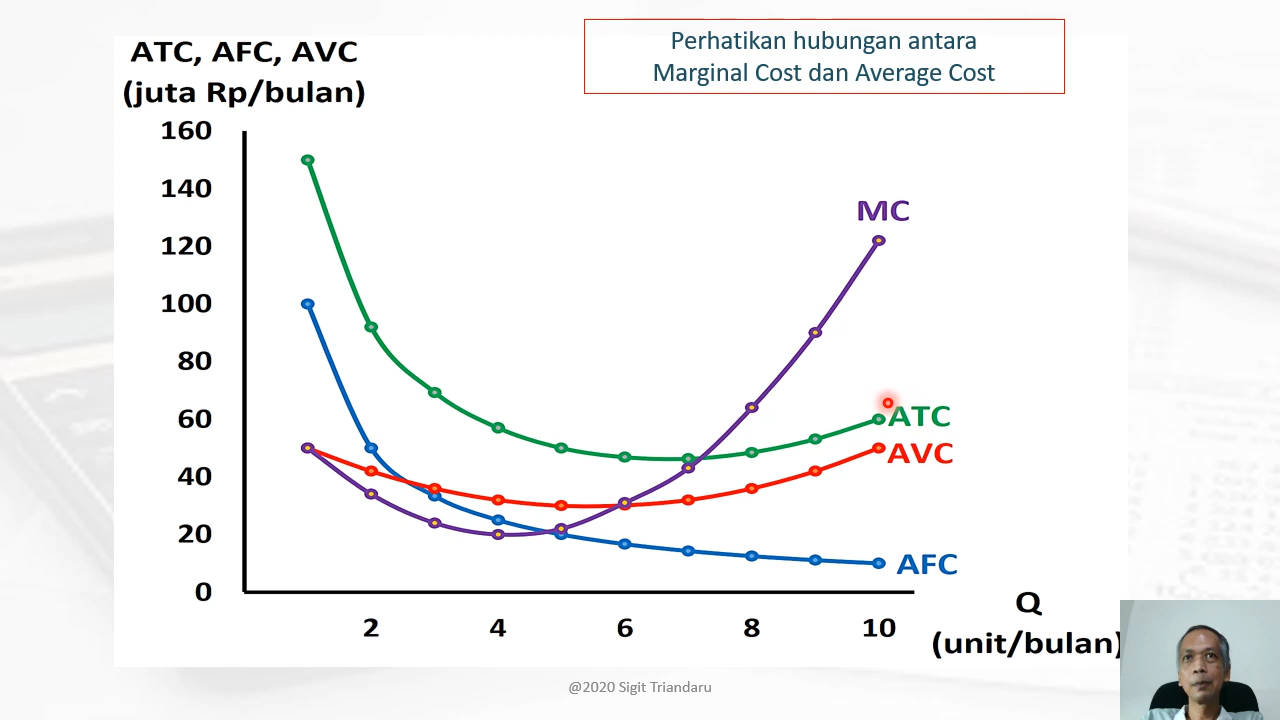 Perhatikan hubungan antara
Marginal Cost dan Average Cost
ATC, AFC, AVC
(juta Rp/bulan)
160
140
120
100
80
60
40
20
0
MC
ATC
AVC
AFC
2 4 6 8 10
Q
(unit/bulan)
@2020 Sigit Triandaru